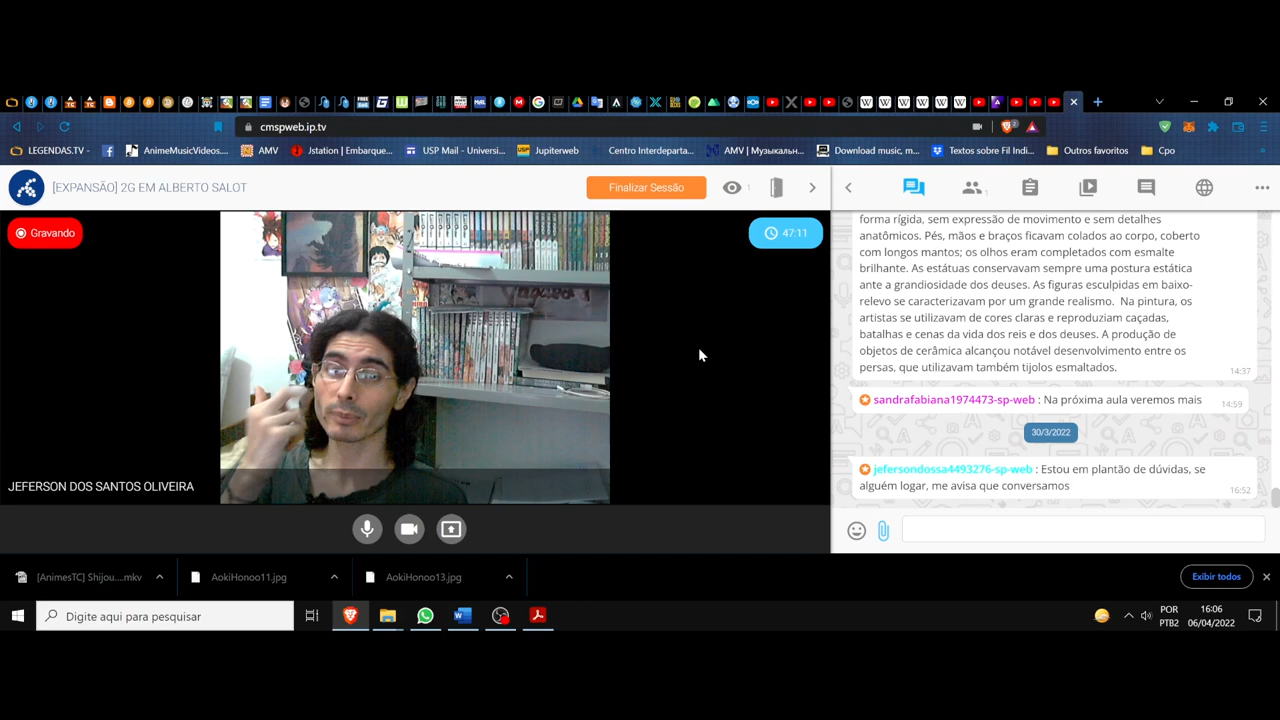 cmspweb.ip.tv
2
LEGENDAS.TV -
AnimeMusicVideos...
AMV
Jstation | Embarque...
USP Mail - Universi...
Jupiterweb
Centro Interdeparta...
AMV | Музыкальн...
Download music, m...
Textos sobre Fil Indi...
Outros favoritos
Cpo
[EXPANSÃO] 2G EM ALBERTO SALOT
Finalizar Sessão
1
1
Gravando
47:11
JEFERSON DOS SANTOS OLIVEIRA
forma rígida, sem expressão de movimento e sem detalhes
anatômicos. Pés, mãos e braços ficavam colados ao corpo, coberto
com longos mantos; os olhos eram completados com esmalte
brilhante. As estátuas conservavam sempre uma postura estática
ante a grandiosidade dos deuses. As figuras esculpidas em baixo-
relevo se caracterizavam por um grande realismo. Na pintura, os
artistas se utilizavam de cores claras e reproduziam caçadas,
batalhas e cenas da vida dos reis e dos deuses. A produção de
objetos de cerâmica alcançou notável desenvolvimento entre os
persas, que utilizavam também tijolos esmaltados.
14:37
sandrafabiana1974473-sp-web : Na próxima aula veremos mais
14:59
30/3/2022
jefersondossa4493276-sp-web : Estou em plantão de dúvidas, se
alguém logar, me avisa que conversamos
16:52
[AnimesTC] Shijou....mkv
AokiHonoo11.jpg
AokiHonoo13.jpg
Exibir todos
Digite aqui para pesquisar
POR
PTB2
16:06
06/04/2022